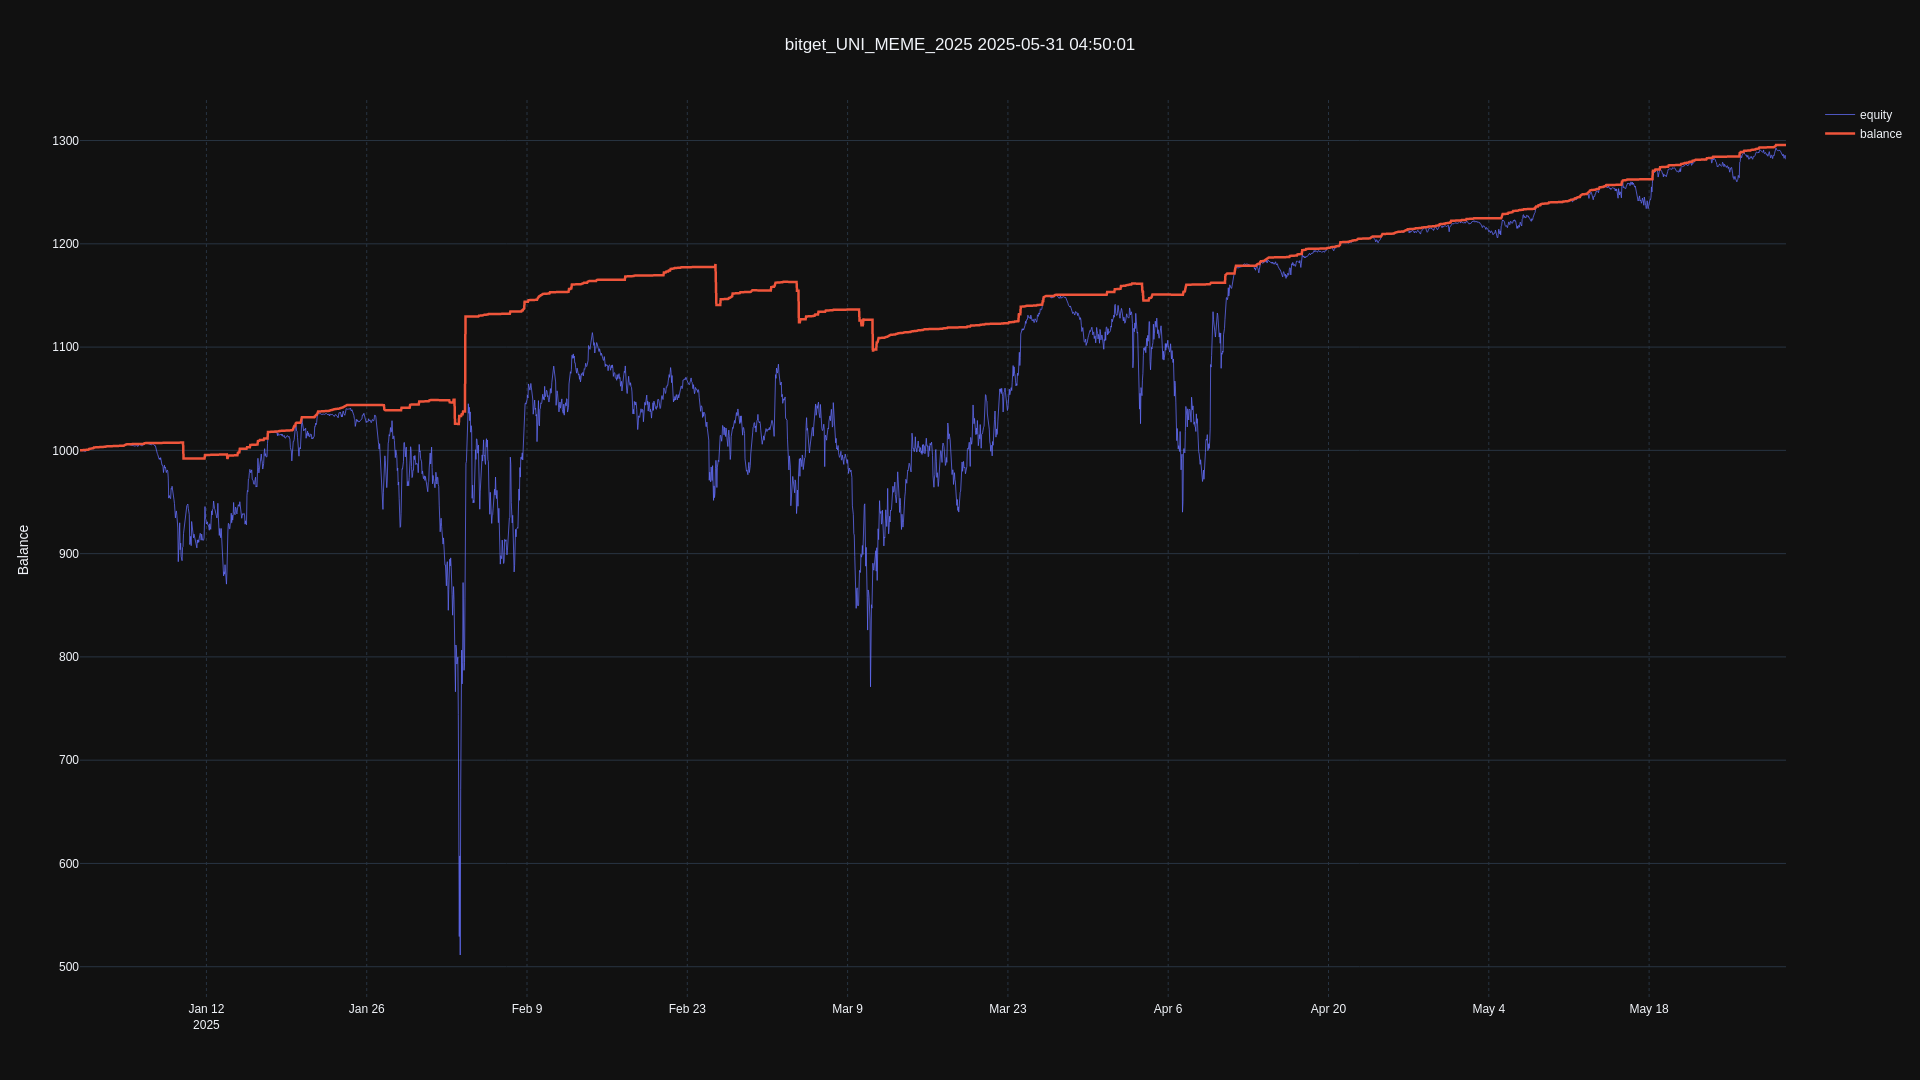 bitget_UNI_MEME_2025 2025-05-31 04:50:01
equity
balance
1300
1200
1100
1000
900
800
700
600
500
Balance
Jan 12
2025
Jan 26
Feb 9
Feb 23
Mar 9
Mar 23
Apr 6
Apr 20
May 4
May 18